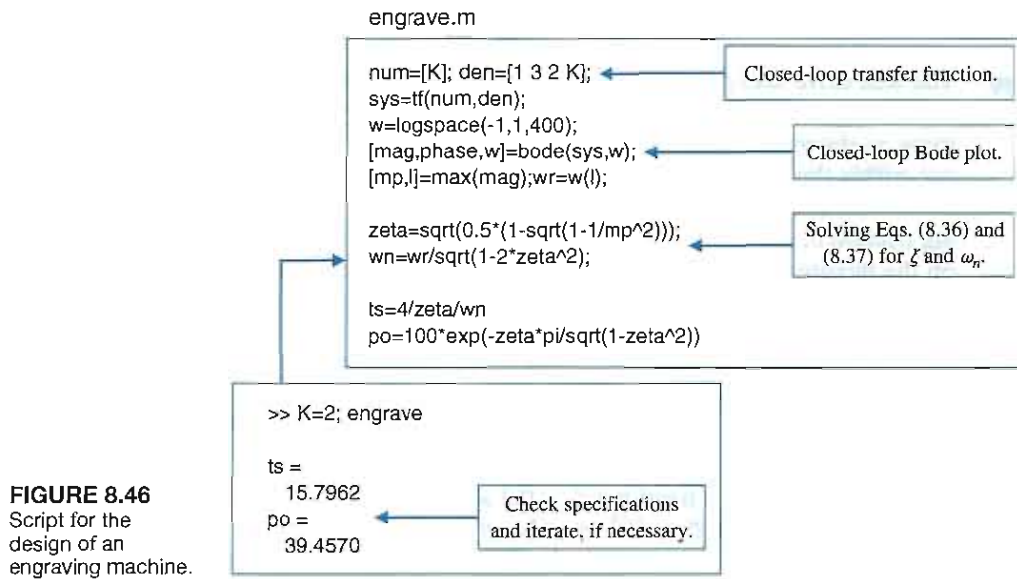 engrave.m
num=[K]; den=[1 3 2 K];
Closed-loop transfer function.
sys=tf(num,den);
w=logspace(-1,1,400);
[mag,phase,w]=bode(sys,w);
Closed-loop Bode plot.
[mp,l]=max(mag);wr=w(l);
zeta=sqrt(0.5*(1-sqrt(1-1/mp^2)));
wn=wr/sqrt(1-2*zeta^2);
Solving Eqs. (8.36) and
(8.37) for ζ and ωn.
ts=4/zeta/wn
po=100*exp(-zeta*pi/sqrt(1-zeta^2))
>> K=2; engrave
ts =
15.7962
po =
39.4570
Check specifications
and iterate, if necessary.
FIGURE 8.46
Script for the
design of an
engraving machine.